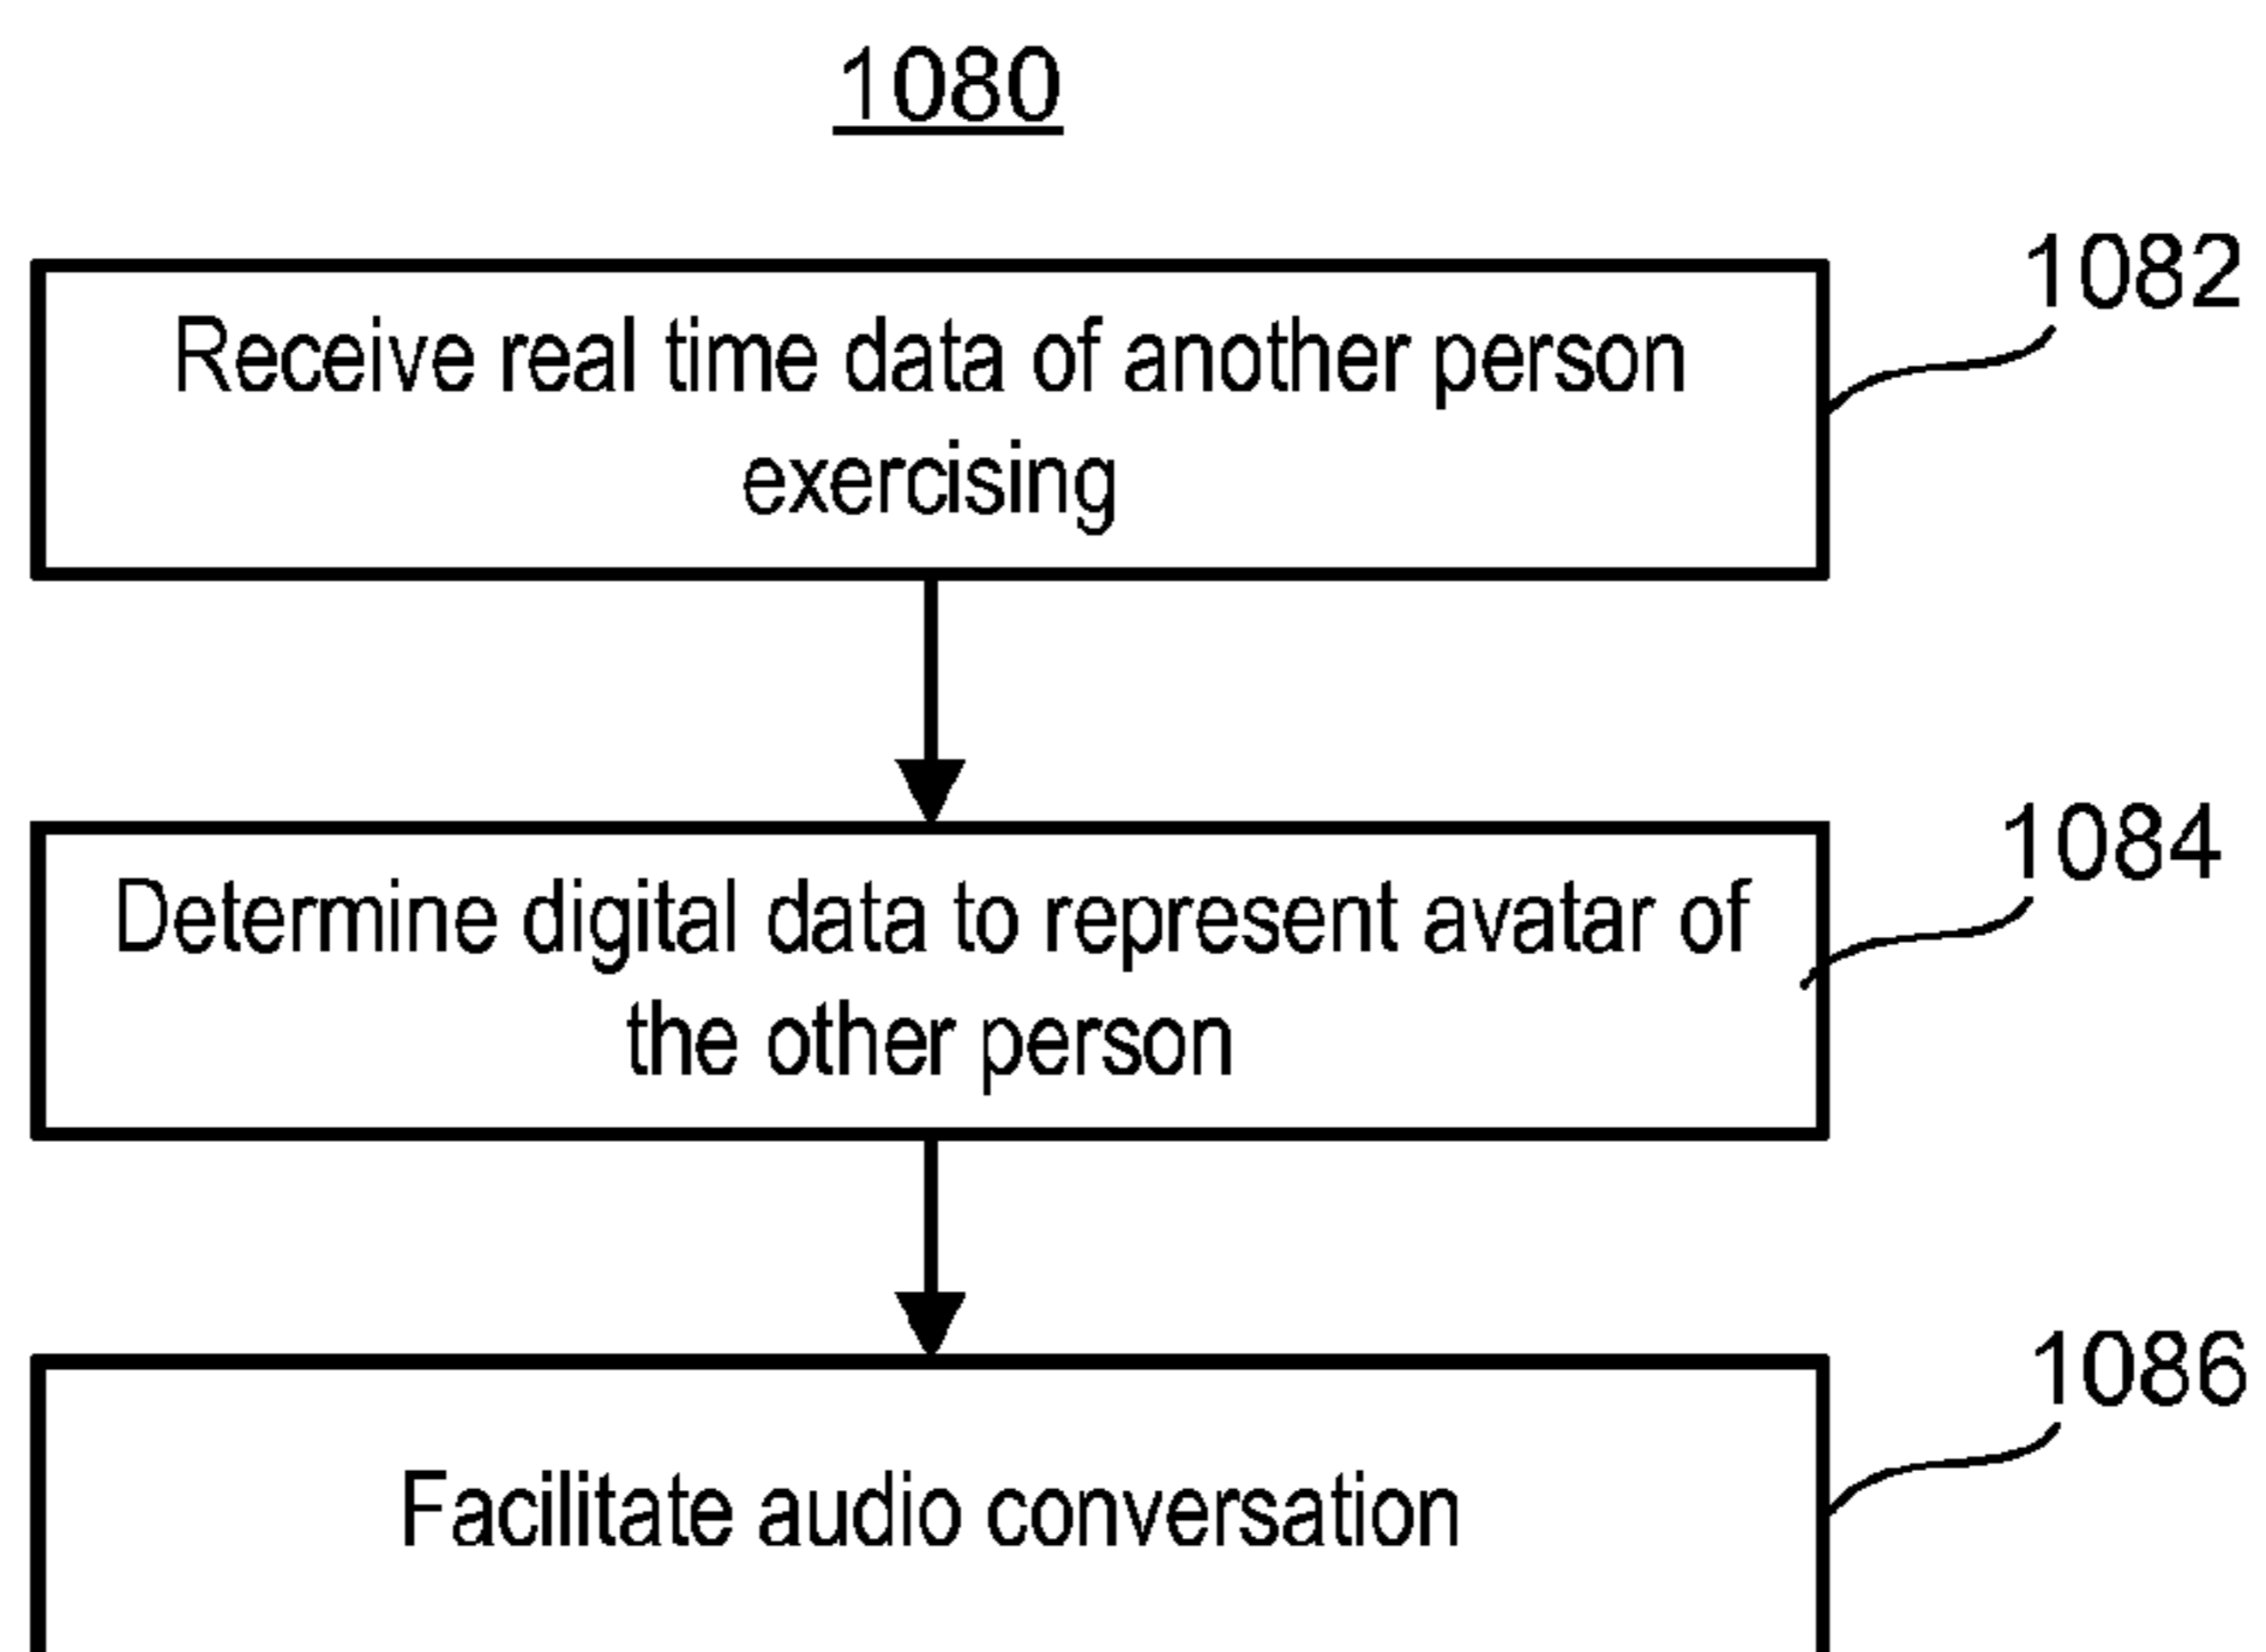 1080
1082
Receive real time data of another person
exercising
1084
Determine digital data to represent avatar of
the other person
1086
Facilitate audio conversation